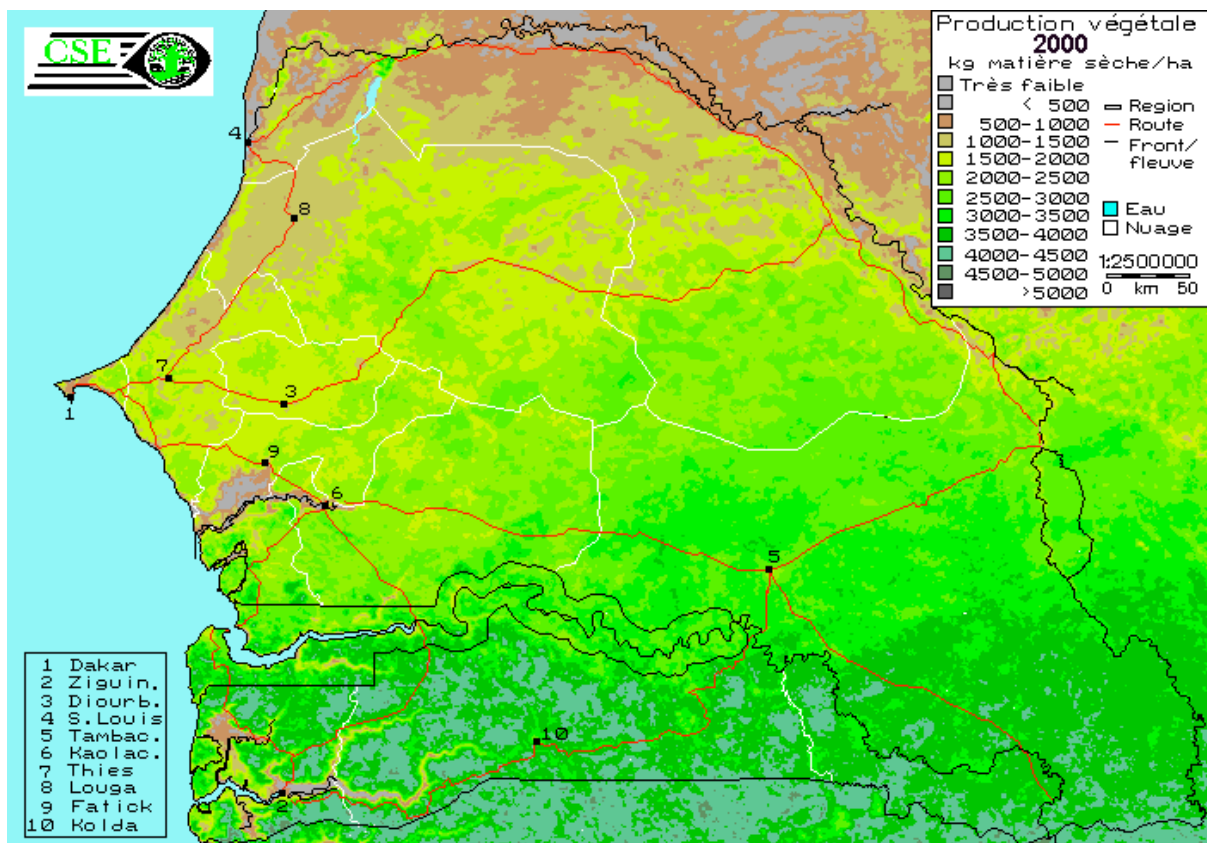 CSE
Production végétale
2000
kg matière sèche/ha
Très faible
< 500
500-1000
1000-1500
1500-2000
2000-2500
2500-3000
3000-3500
3500-4000
4000-4500
4500-5000
>5000
Region
Route
Front/
fleuve
Eau
Nuage
1:2500000
0 km 50
4
8
7
3
1
9
6
5
10
2
1 Dakar
2 Ziguin.
3 Diourb.
4 S.Louis
5 Tambac.
6 Kaolac.
7 Thies
8 Louga
9 Fatick
10 Kolda